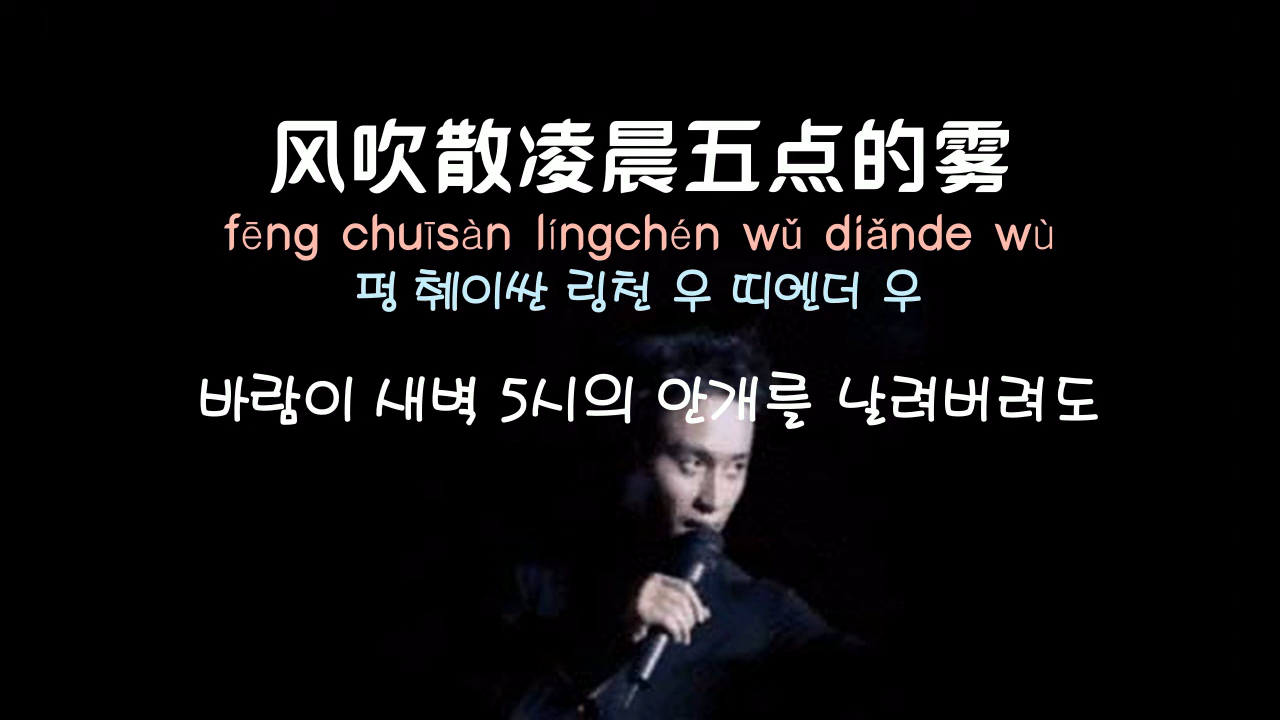 风吹散凌晨五点的雾
fēng chuīsàn língchén wǔ diǎnde wù
펑 췌이싼 링천 우 띠엔더 우
바람이 새벽 5시의 안개를 날려버려도